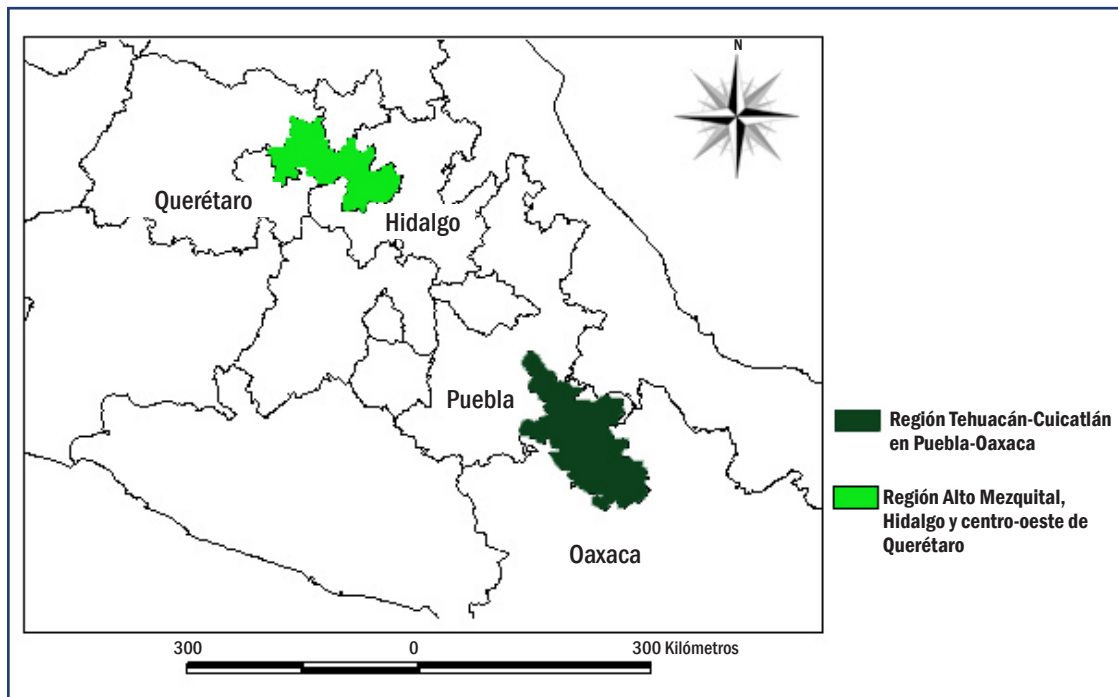 N
Querétaro
Hidalgo
Puebla
Oaxaca
Región Tehuacán-Cuicatlán
en Puebla-Oaxaca
Región Alto Mezquital,
Hidalgo y centro-oeste de
Querétaro
300 0 300 Kilómetros